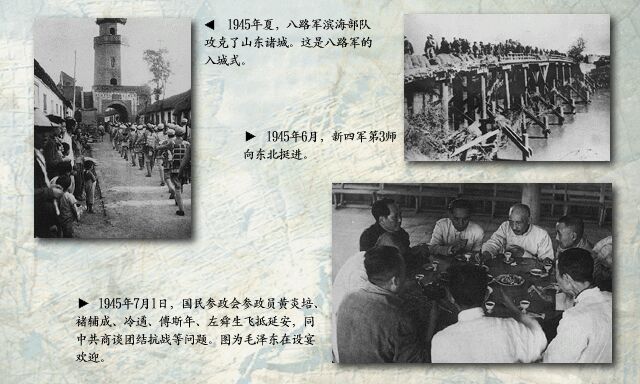 ◀ 1945年夏，八路军滨海部队
攻克了山东诸城。这是八路军的
入城式。
▶ 1945年6月，新四军第3师
向东北挺进。
▶ 1945年7月1日，国民参政会参政员黄炎培、
褚辅成、冷遹、傅斯年、左舜生飞抵延安，同
中共商谈团结抗战等问题。图为毛泽东在设宴
欢迎。